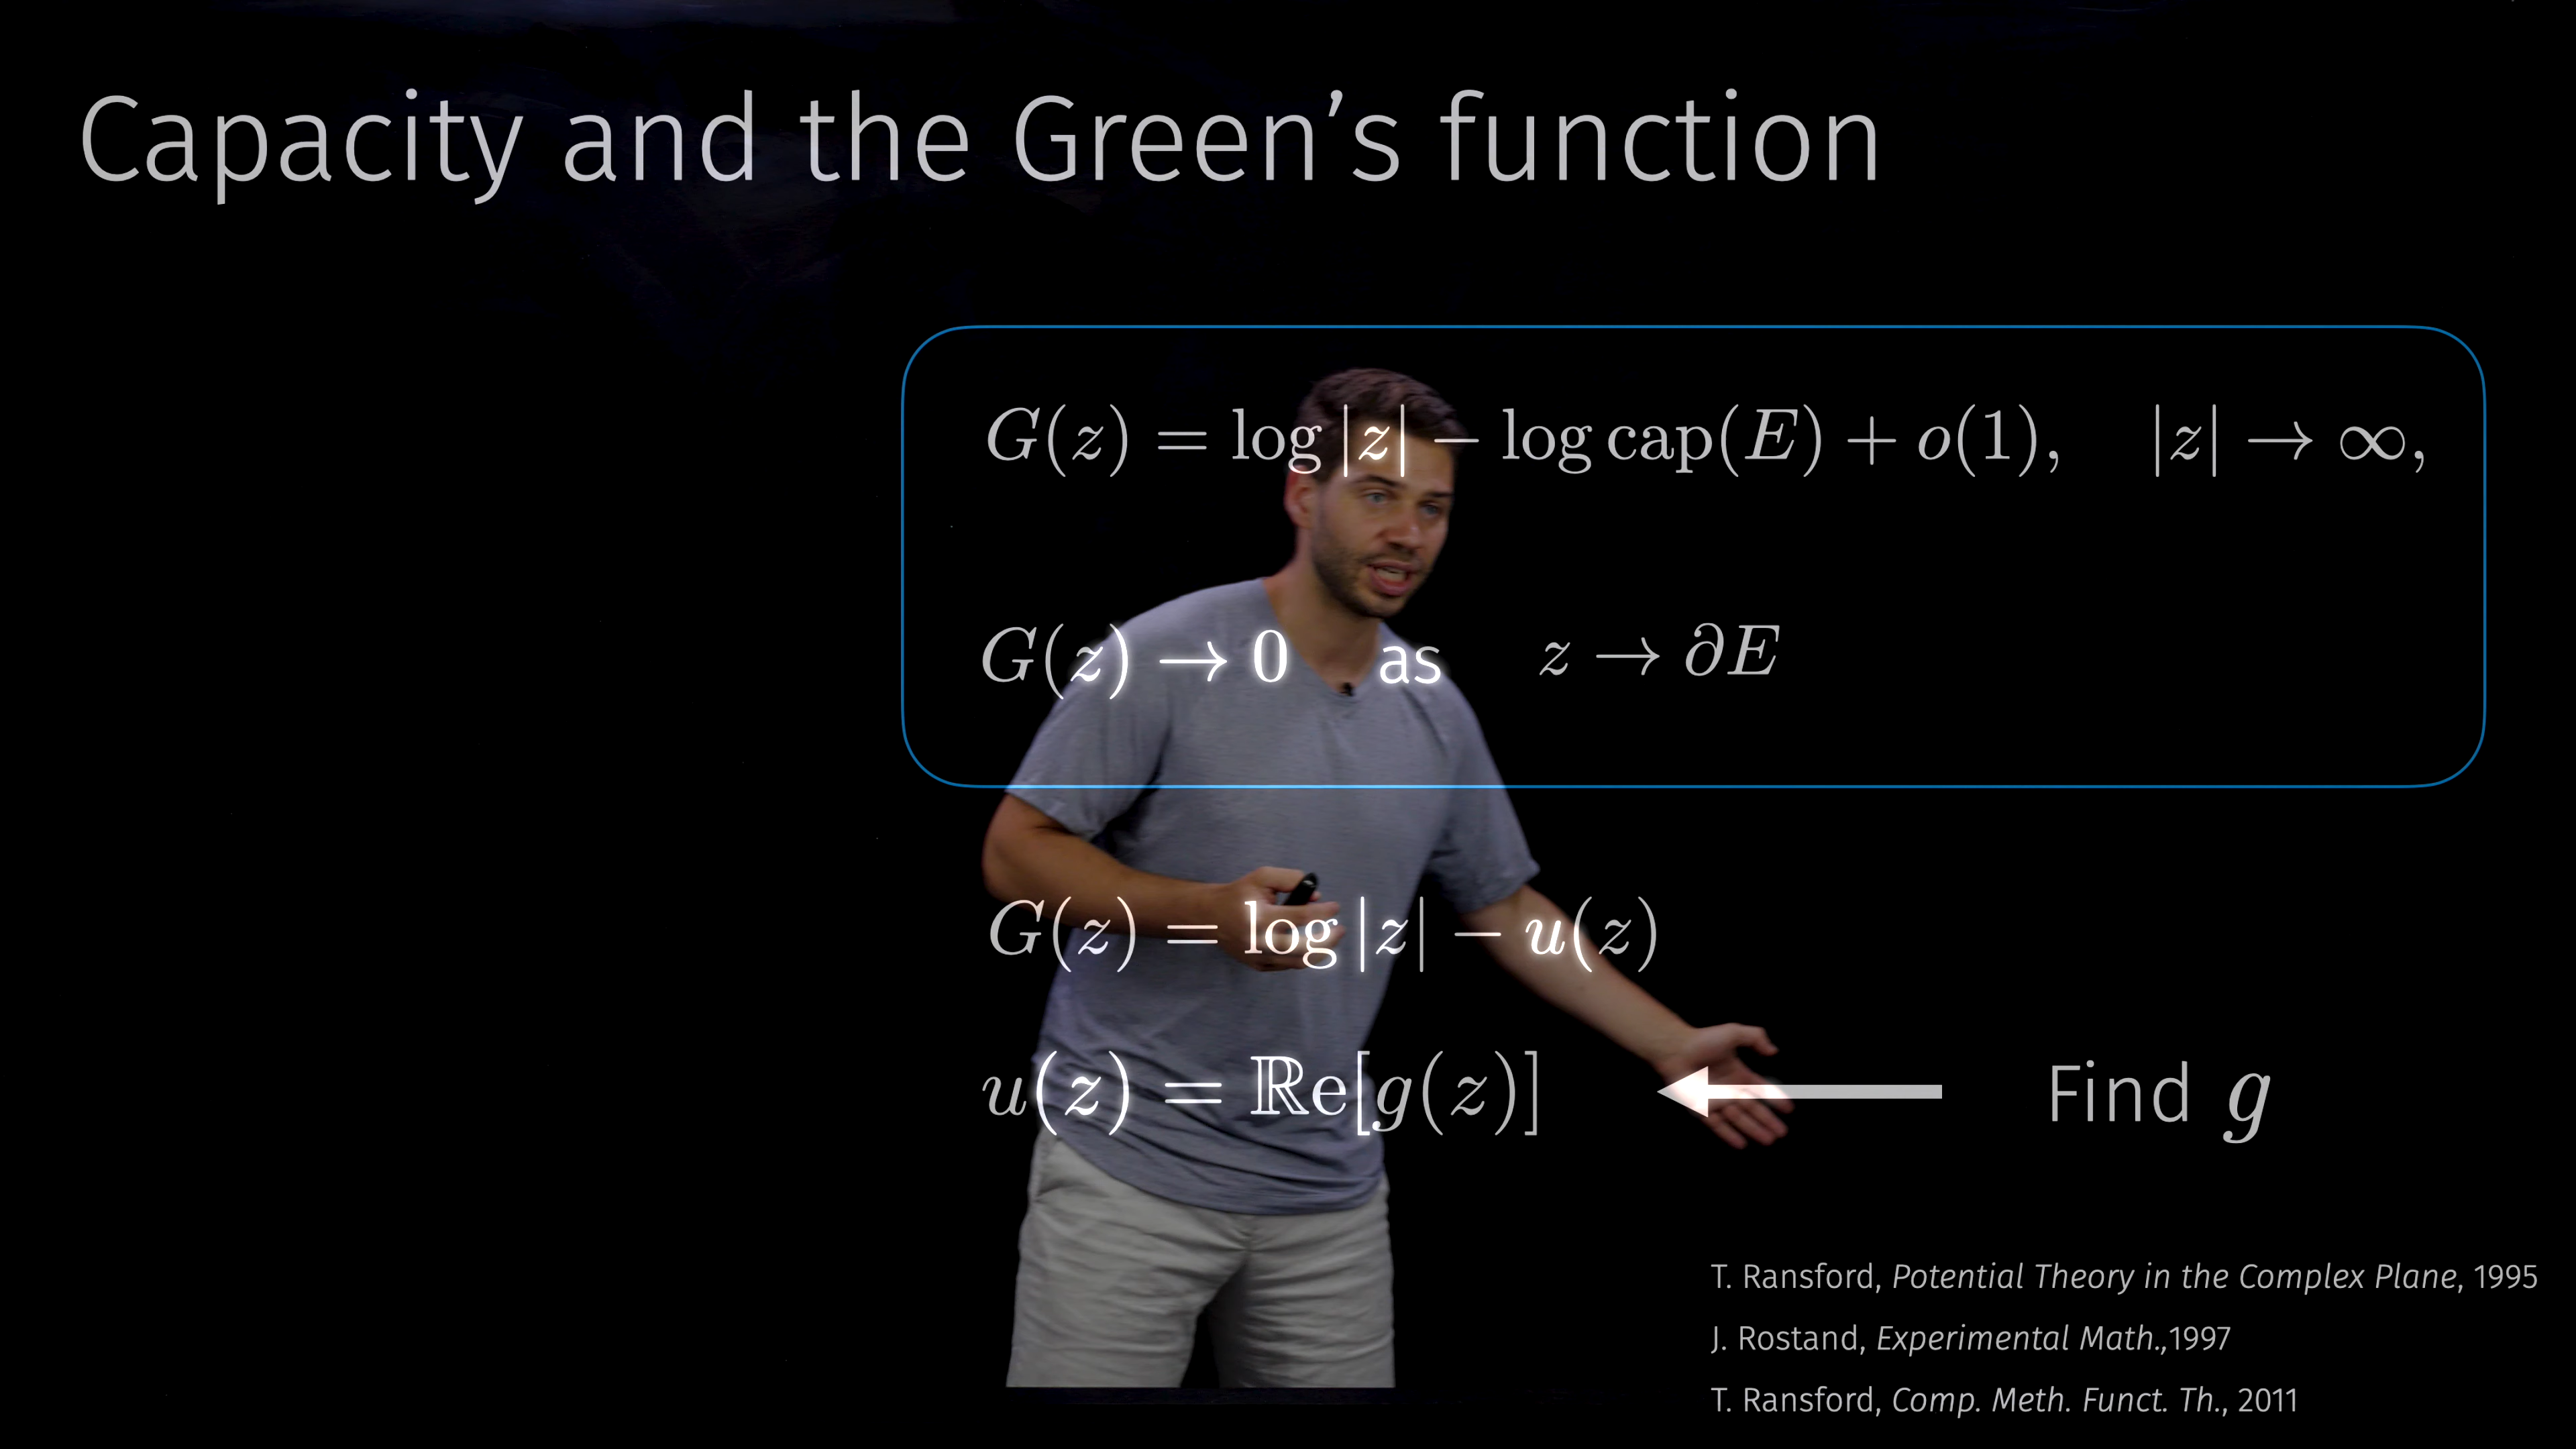 Capacity and the Green’s function
G(z) = log |z| − log cap(E) + o(1), |z| → ∞,
G(z) → 0 as z → ∂E
G(z) = log |z| − u(z)
u(z) = ℝe[g(z)] Find g
T. Ransford, Potential Theory in the Complex Plane, 1995
J. Rostand, Experimental Math.,1997
T. Ransford, Comp. Meth. Funct. Th., 2011